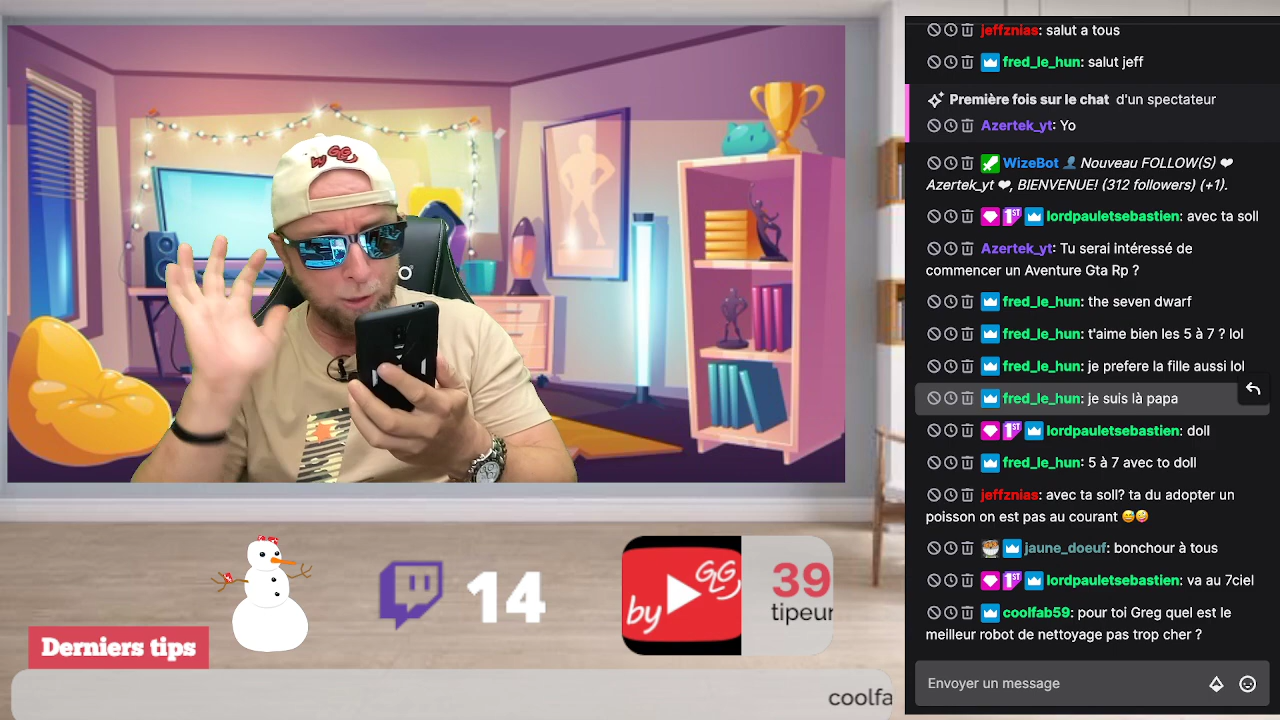 by GG
jeffznias: salut a tous
fred_le_hun: salut jeff
Première fois sur le chat d'un spectateur
Azertek_yt: Yo
WizeBot 👤 Nouveau FOLLOW(S) ❤
Azertek_yt ❤, BIENVENUE! (312 followers) (+1).
1ST lordpauletsebastien: avec ta soll
Azertek_yt: Tu serai intéressé de
commencer un Aventure Gta Rp ?
fred_le_hun: the seven dwarf
fred_le_hun: t'aime bien les 5 à 7 ? lol
fred_le_hun: je prefere la fille aussi lol
fred_le_hun: je suis là papa
1ST lordpauletsebastien: doll
fred_le_hun: 5 à 7 avec to doll
jeffznias: avec ta soll? ta du adopter un
poisson on est pas au courant 😅🤪
jaune_doeuf: bonchour à tous
1ST lordpauletsebastien: va au 7ciel
coolfab59: pour toi Greg quel est le
meilleur robot de nettoyage pas trop cher ?
Envoyer un message
14
by GG
39
tipeur
Derniers tips
coolfa